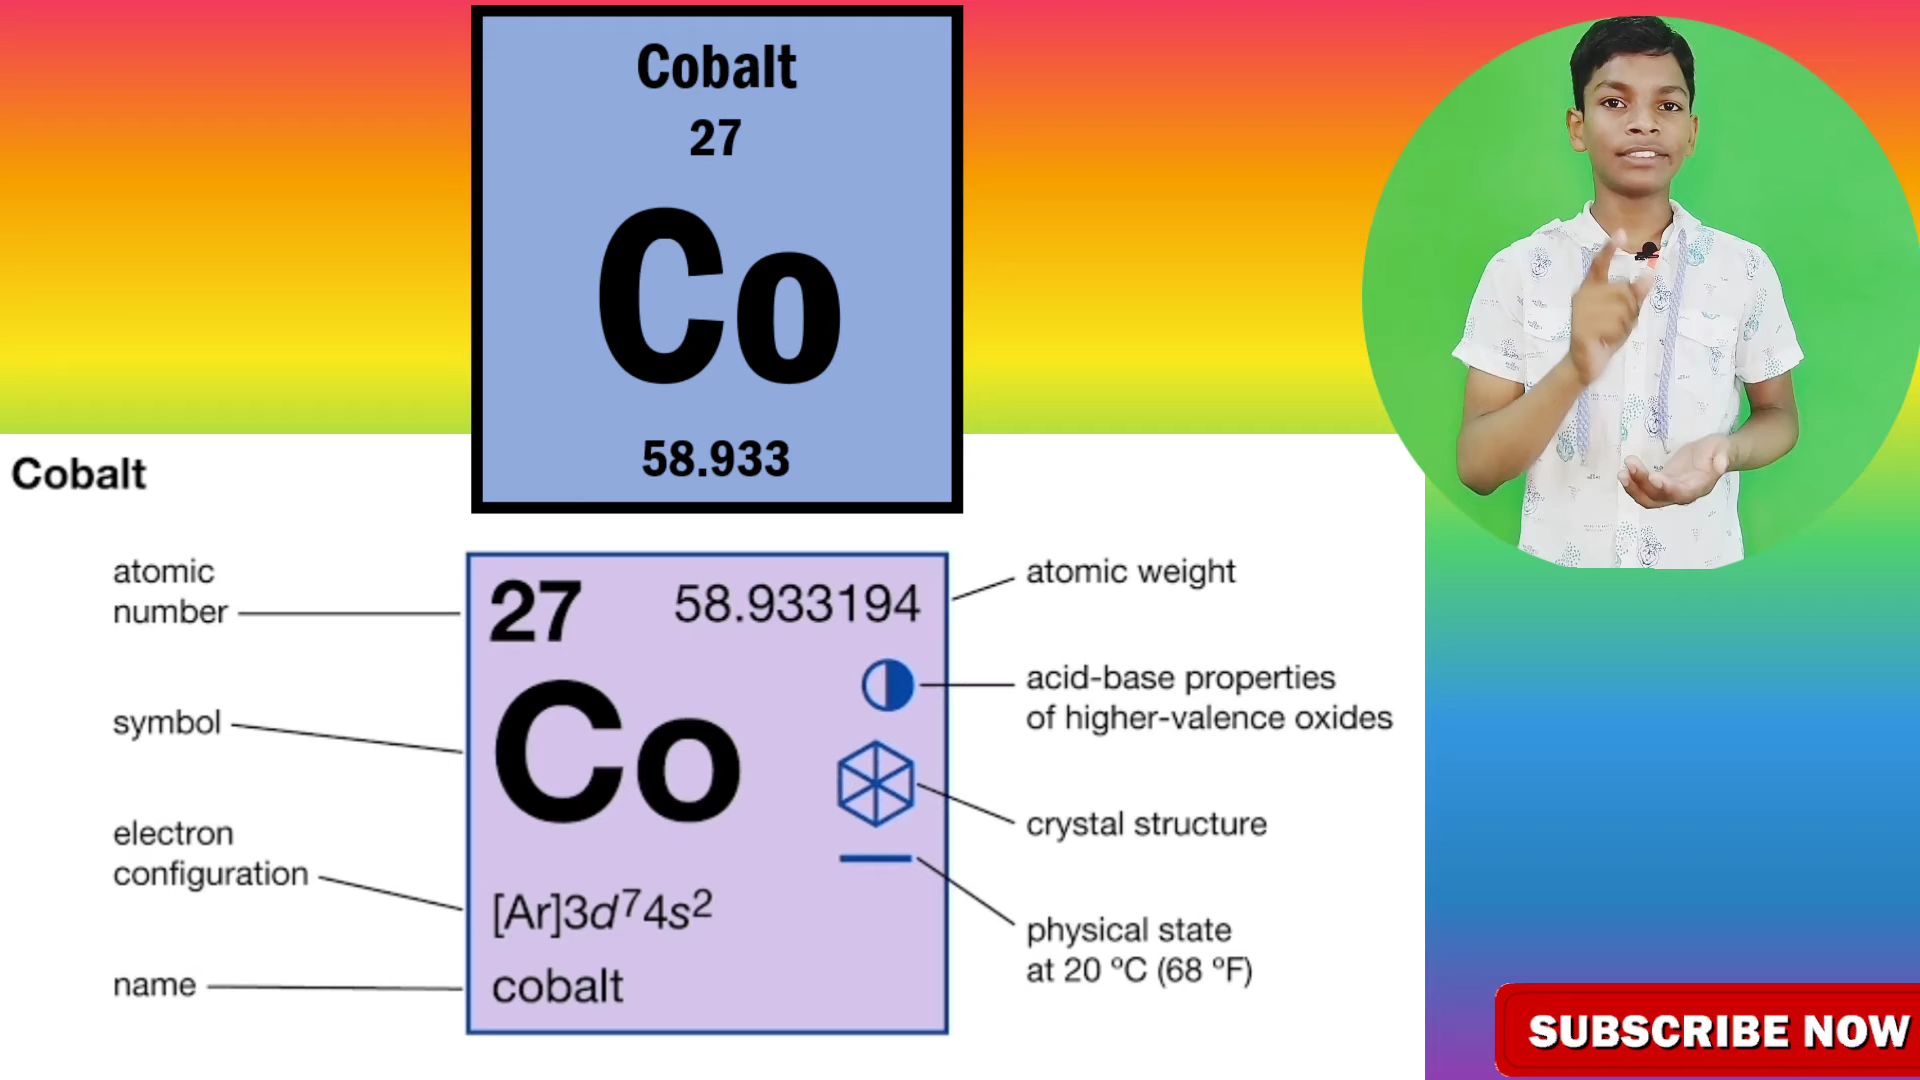 Cobalt
27
Co
58.933
Cobalt
atomic
number
symbol
electron
configuration
name
27 58.933194
Co
[Ar]3d⁷4s²
cobalt
atomic weight
acid-base properties
of higher-valence oxides
crystal structure
physical state
at 20 °C (68 °F)
SUBSCRIBE NOW